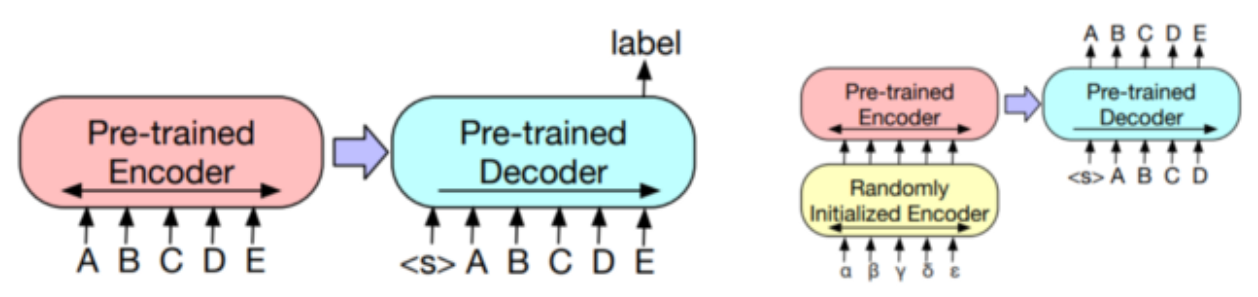 label
Pre-trained
Encoder
Pre-trained
Decoder
A B C D E
<s> A B C D E
A B C D E
Pre-trained
Encoder
Pre-trained
Decoder
<s> A B C D
Randomly
Initialized Encoder
α β γ δ ε